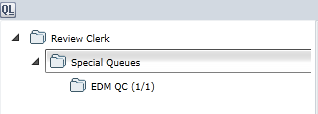 QL
Review Clerk
Special Queues
EDM QC (1/1)